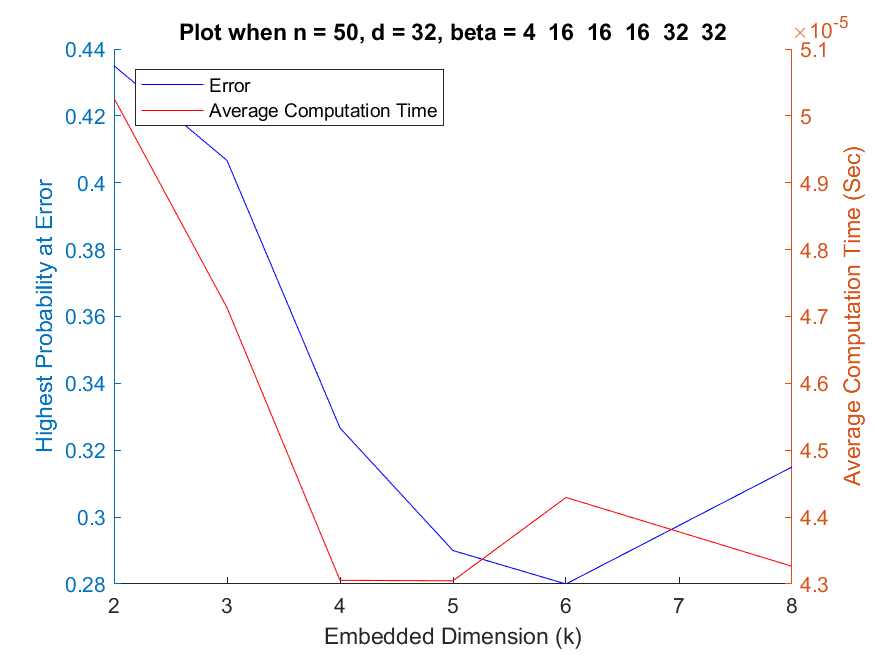 Plot when n = 50, d = 32, beta = 4  16  16  16  32  32
×10⁻⁵
Error
Average Computation Time
0.44
0.42
0.4
0.38
0.36
0.34
0.32
0.3
0.28
Highest Probability at Error
5.1
5
4.9
4.8
4.7
4.6
4.5
4.4
4.3
Average Computation Time (Sec)
2 3 4 5 6 7 8
Embedded Dimension (k)